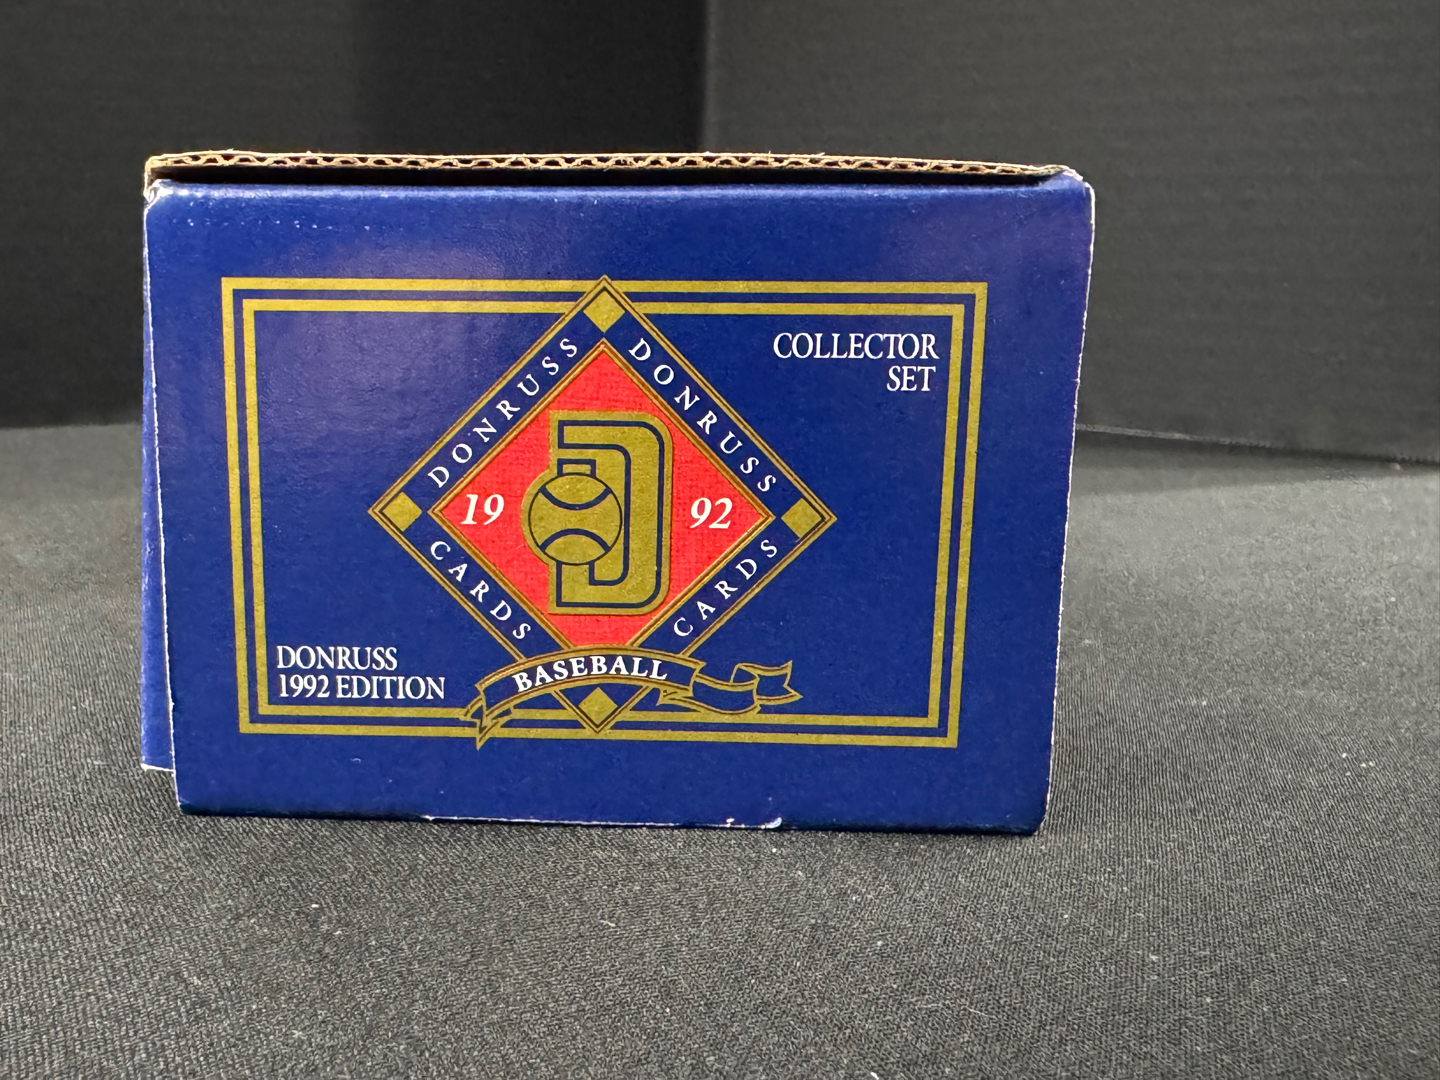 COLLECTOR
SET
DONRUSS
DONRUSS
19
92
CARDS
CARDS
BASEBALL
DONRUSS
1992 EDITION